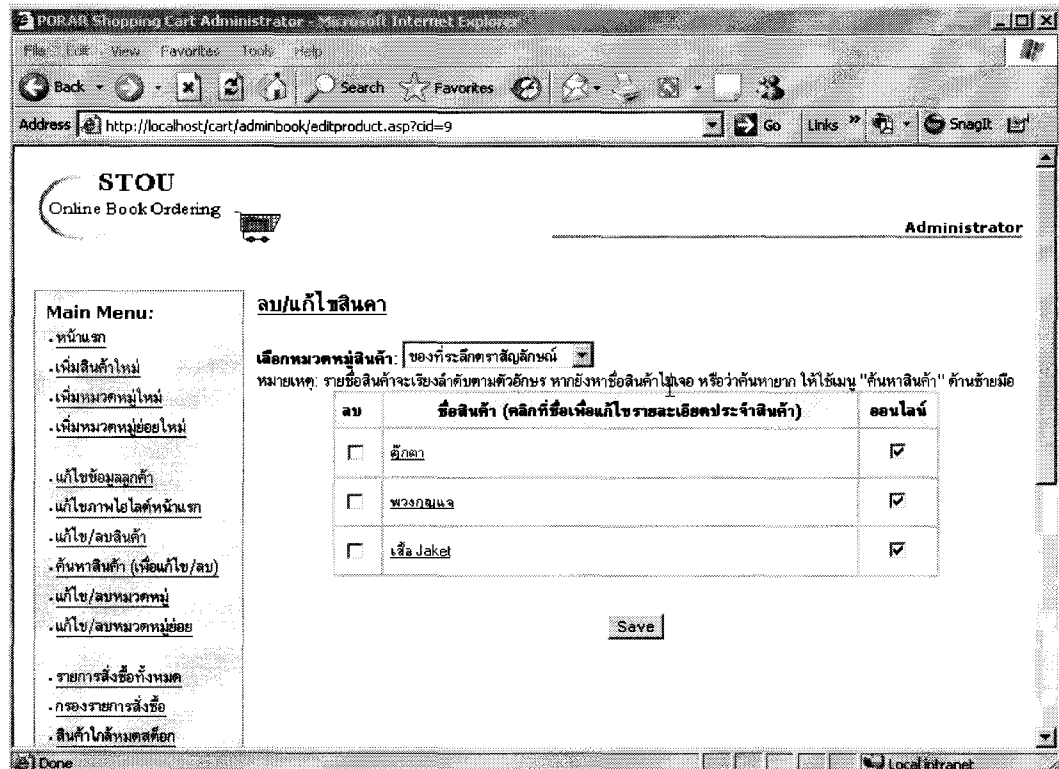 PORAR Shopping Cart Administrator - Microsoft Internet Explorer
File Edit View Favorites Tools Help
Back Search Favorites
Address http://localhost/cart/adminbook/editproduct.asp?cid=9 Go Links » SnagIt
STOU
Online Book Ordering
Administrator
Main Menu:
หน้าแรก
เพิ่มสินค้าใหม่
เพิ่มหมวดหมู่ใหม่
เพิ่มหมวดหมู่ย่อยใหม่
แก้ไขข้อมูลลูกค้า
แก้ไขภาพไฮไลต์หน้าแรก
แก้ไข/ลบสินค้า
ค้นหาสินค้า (เพื่อแก้ไข/ลบ)
แก้ไข/ลบหมวดหมู่
แก้ไข/ลบหมวดหมู่ย่อย
รายการสั่งซื้อทั้งหมด
กรองรายการสั่งซื้อ
สินค้าใกล้หมดสต็อก
ลบ/แก้ไขสินค้า
เลือกหมวดหมู่สินค้า: ของที่ระลึกตราสัญลักษณ์
หมายเหตุ: รายชื่อสินค้าจะเรียงลำดับตามตัวอักษร หากยังหาชื่อสินค้าไม่เจอ หรือว่าค้นหายาก ให้ใช้เมนู "ค้นหาสินค้า" ด้านซ้ายมือ
ลบ ชื่อสินค้า (คลิกที่ชื่อเพื่อแก้ไขรายละเอียดประจำสินค้า) ออนไลน์
ตุ๊กตา
พวงกุญแจ
เสื้อ Jaket
Save
Done Local intranet